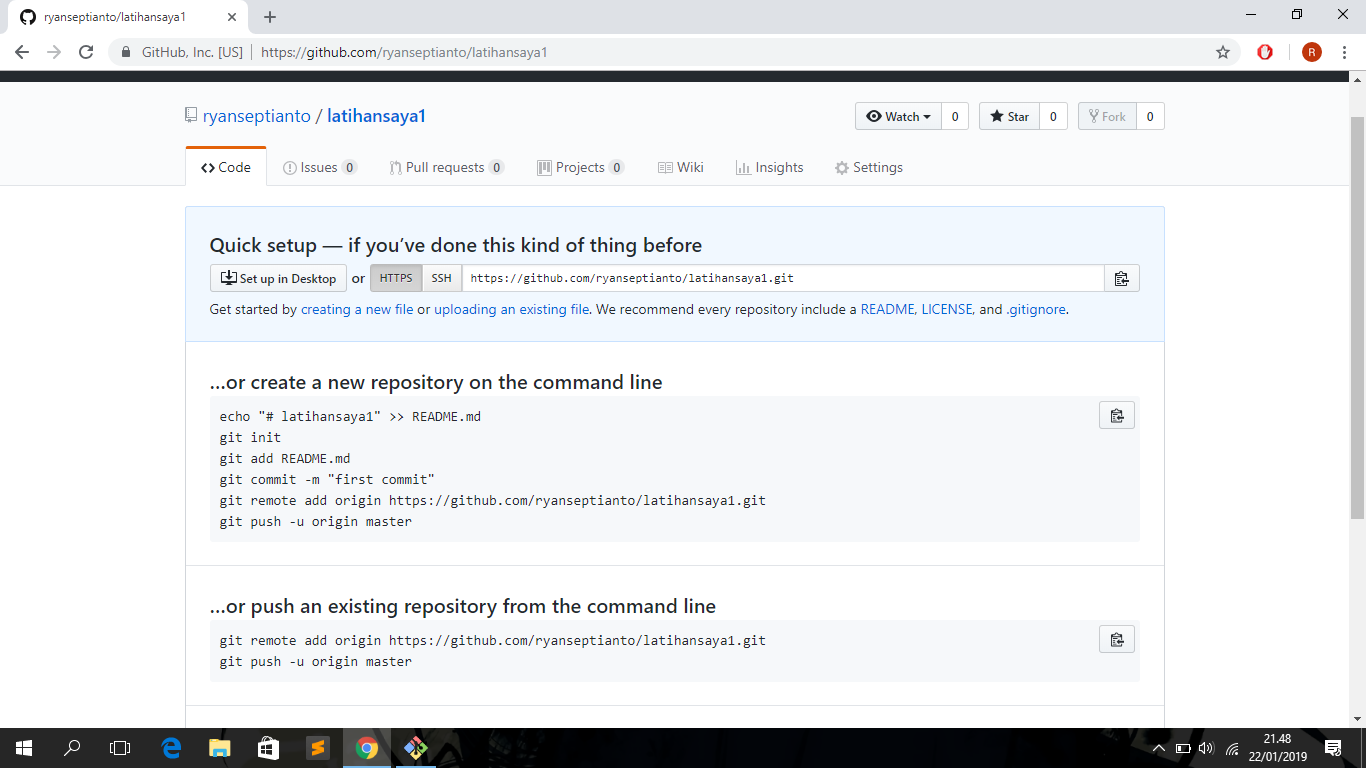 ryanseptianto/latihansaya1
GitHub, Inc. [US] https://github.com/ryanseptianto/latihansaya1 R
ryanseptianto / latihansaya1
Watch 0 Star 0 Fork 0
Code Issues 0 Pull requests 0 Projects 0 Wiki Insights Settings
Quick setup — if you’ve done this kind of thing before
Set up in Desktop or HTTPS SSH https://github.com/ryanseptianto/latihansaya1.git
Get started by creating a new file or uploading an existing file. We recommend every repository include a README, LICENSE, and .gitignore.
…or create a new repository on the command line
echo "# latihansaya1" >> README.md
git init
git add README.md
git commit -m "first commit"
git remote add origin https://github.com/ryanseptianto/latihansaya1.git
git push -u origin master
…or push an existing repository from the command line
git remote add origin https://github.com/ryanseptianto/latihansaya1.git
git push -u origin master
21.48
22/01/2019